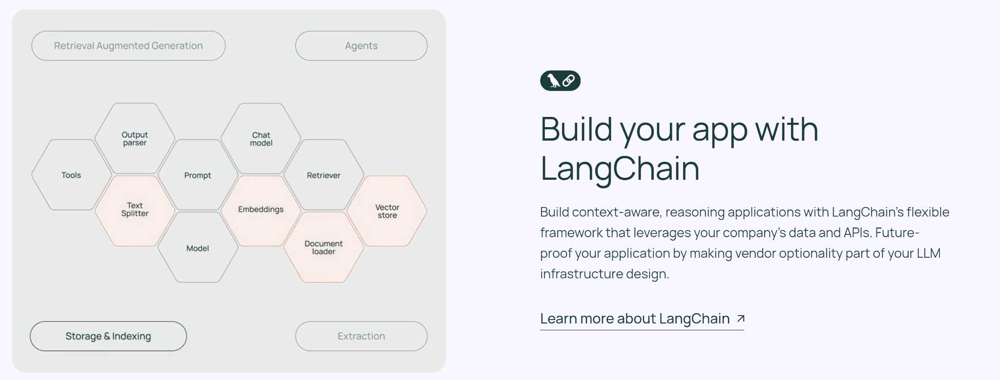 Retrieval Augmented Generation
Agents
Output
parser
Chat
model
Tools
Prompt
Retriever
Text
Splitter
Embeddings
Vector
store
Model
Document
loader
Storage & Indexing
Extraction
Build your app with
LangChain
Build context-aware, reasoning applications with LangChain’s flexible
framework that leverages your company’s data and APIs. Future-
proof your application by making vendor optionality part of your LLM
infrastructure design.
Learn more about LangChain